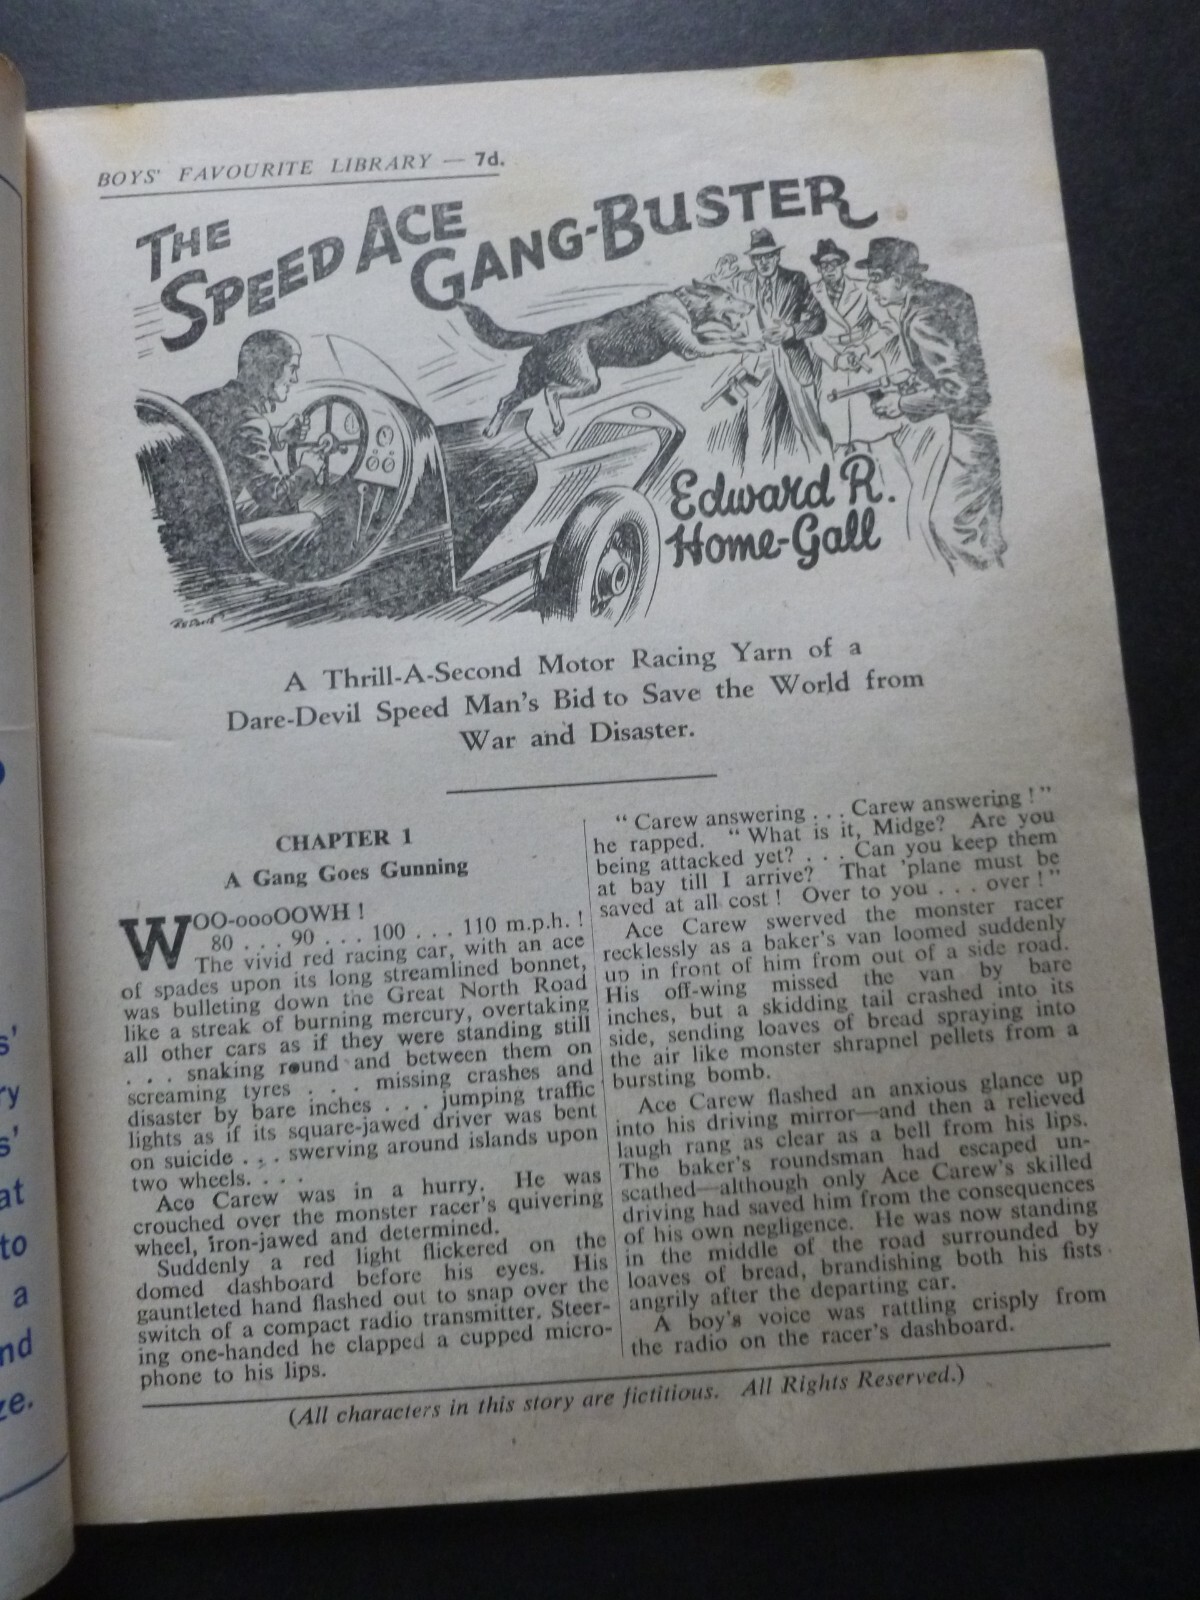 BOYS' FAVOURITE LIBRARY — 7d.
THE
SPEED ACE
GANG-BUSTER
Edward R.
Home-Gall
A Thrill-A-Second Motor Racing Yarn of a
Dare-Devil Speed Man's Bid to Save the World from
War and Disaster.
CHAPTER 1
A Gang Goes Gunning
WOO-oooOOWH !
80 . . . 90 . . . 100 . . . 110 m.p.h. !
The vivid red racing car, with an ace
of spades upon its long streamlined bonnet,
was bulleting down the Great North Road
like a streak of burning mercury, overtaking
all other cars as if they were standing still
. . . snaking round and between them on
screaming tyres . . . missing crashes and
disaster by bare inches . . . jumping traffic
lights as if its square-jawed driver was bent
on suicide . . . swerving around islands upon
two wheels. . . .
Ace Carew was in a hurry. He was
crouched over the monster racer's quivering
wheel, iron-jawed and determined.
Suddenly a red light flickered on the
domed dashboard before his eyes. His
gauntleted hand flashed out to snap over the
switch of a compact radio transmitter. Steer-
ing one-handed he clapped a cupped micro-
phone to his lips.
“ Carew answering . . . Carew answering ! ”
he rapped. “ What is it, Midge? Are you
being attacked yet? . . . Can you keep them
at bay till I arrive? That 'plane must be
saved at all cost ! Over to you . . . over ! ”
Ace Carew swerved the monster racer
recklessly as a baker's van loomed suddenly
up in front of him from out of a side road.
His off-wing missed the van by bare
inches, but a skidding tail crashed into its
side, sending loaves of bread spraying into
the air like monster shrapnel pellets from a
bursting bomb.
Ace Carew flashed an anxious glance up
into his driving mirror—and then a relieved
laugh rang as clear as a bell from his lips.
The baker's roundsman had escaped un-
scathed—although only Ace Carew's skilled
driving had saved him from the consequences
of his own negligence. He was now standing
in the middle of the road surrounded by
loaves of bread, brandishing both his fists
angrily after the departing car.
A boy's voice was rattling crisply from
the radio on the racer's dashboard.
(All characters in this story are fictitious. All Rights Reserved.)
s'
ry
s'
at
to
a
nd
ze.